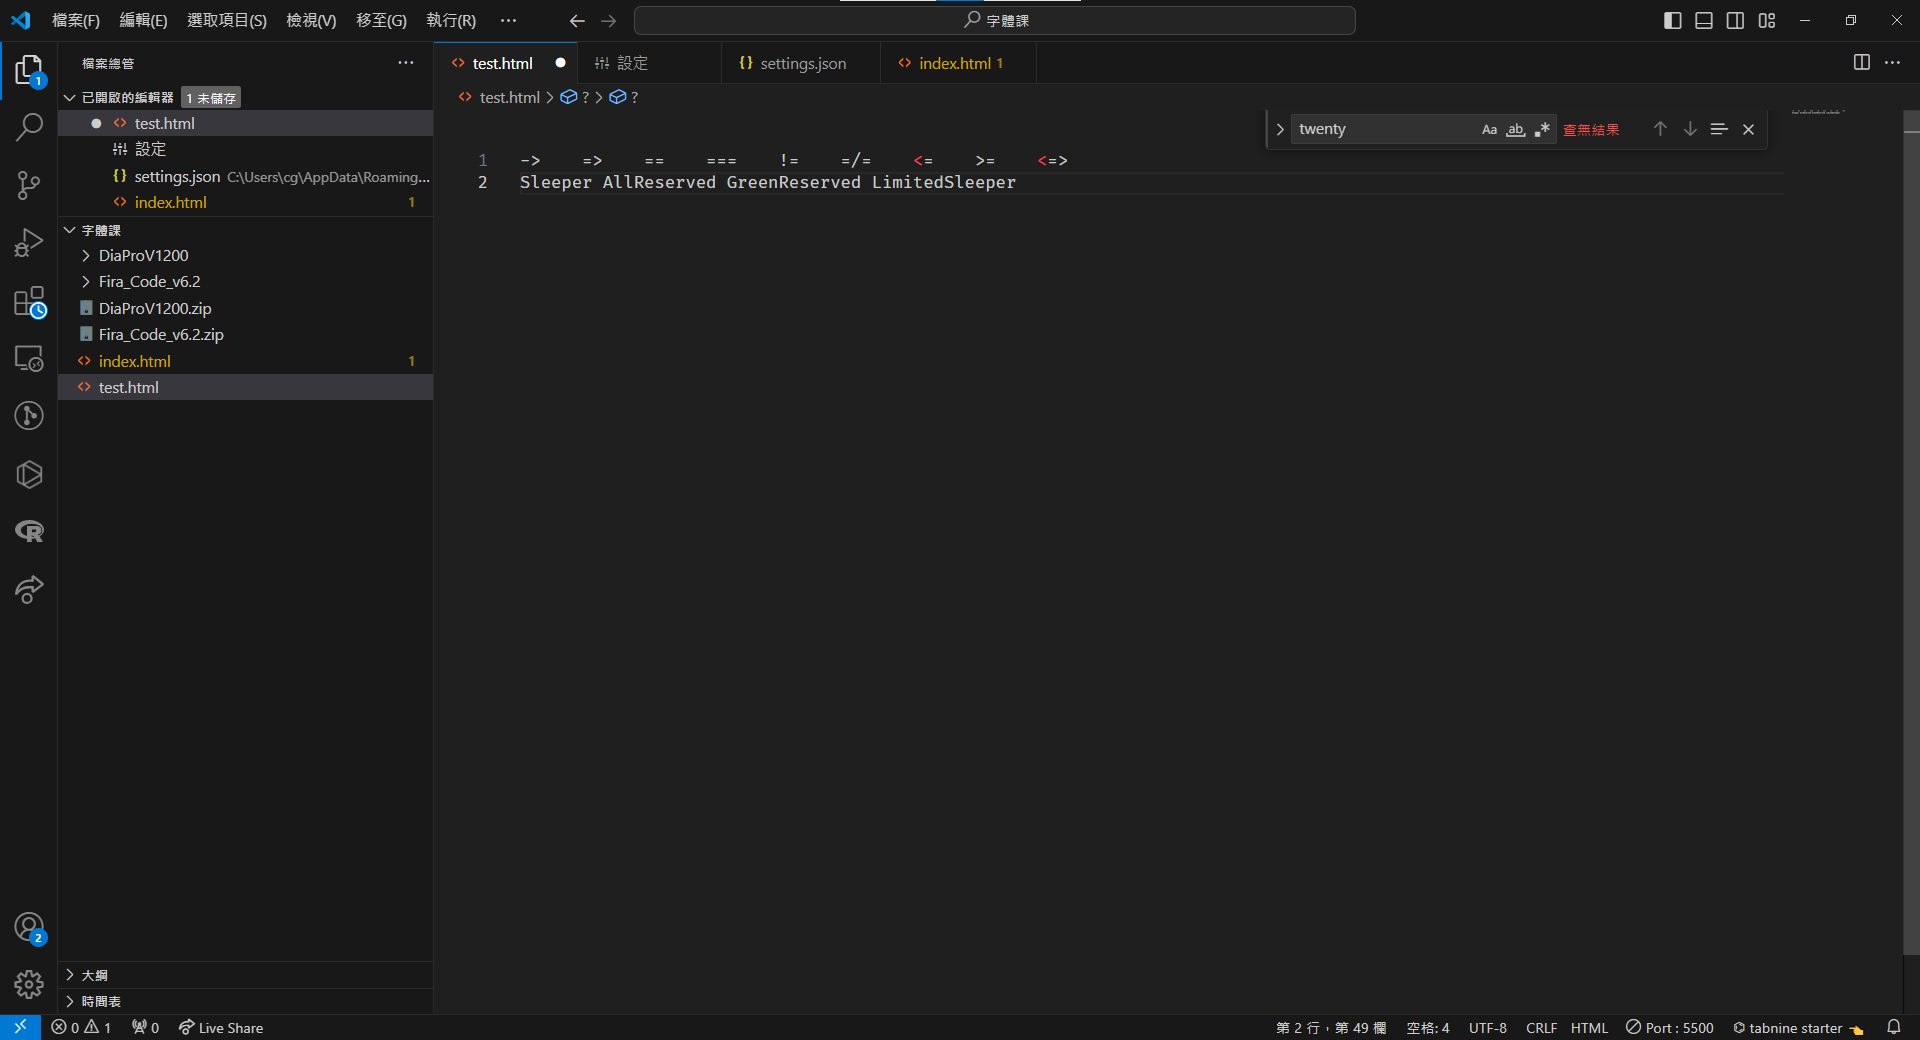 檔案(F) 編輯(E) 選取項目(S) 檢視(V) 移至(G) 執行(R) ··· 字體課
檔案總管 ···
已開啟的編輯器 1 未儲存
test.html
設定
settings.json C:\Users\cg\AppData\Roaming...
index.html 1
字體課
DiaProV1200
Fira_Code_v6.2
DiaProV1200.zip
Fira_Code_v6.2.zip
index.html 1
test.html
大綱
時間表
1
2
test.html 設定 settings.json index.html 1
test.html > ? > ?
twenty Aa ab .* 查無結果
1 -> => == === != =/= <= >= <=>
2 Sleeper AllReserved GreenReserved LimitedSleeper
0 1 0 Live Share 第 2 行，第 49 欄 空格: 4 UTF-8 CRLF HTML Port : 5500 tabnine starter